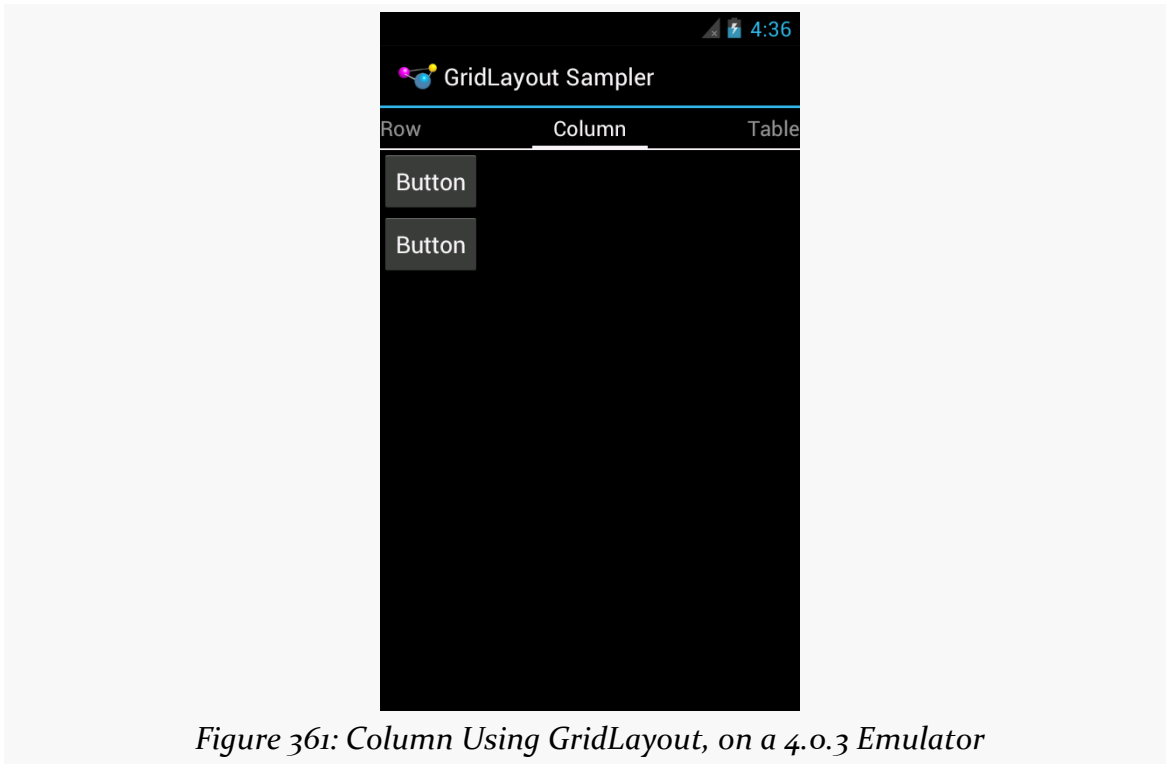 4:36
GridLayout Sampler
Row Column Table
Button
Button
Figure 361: Column Using GridLayout, on a 4.0.3 Emulator